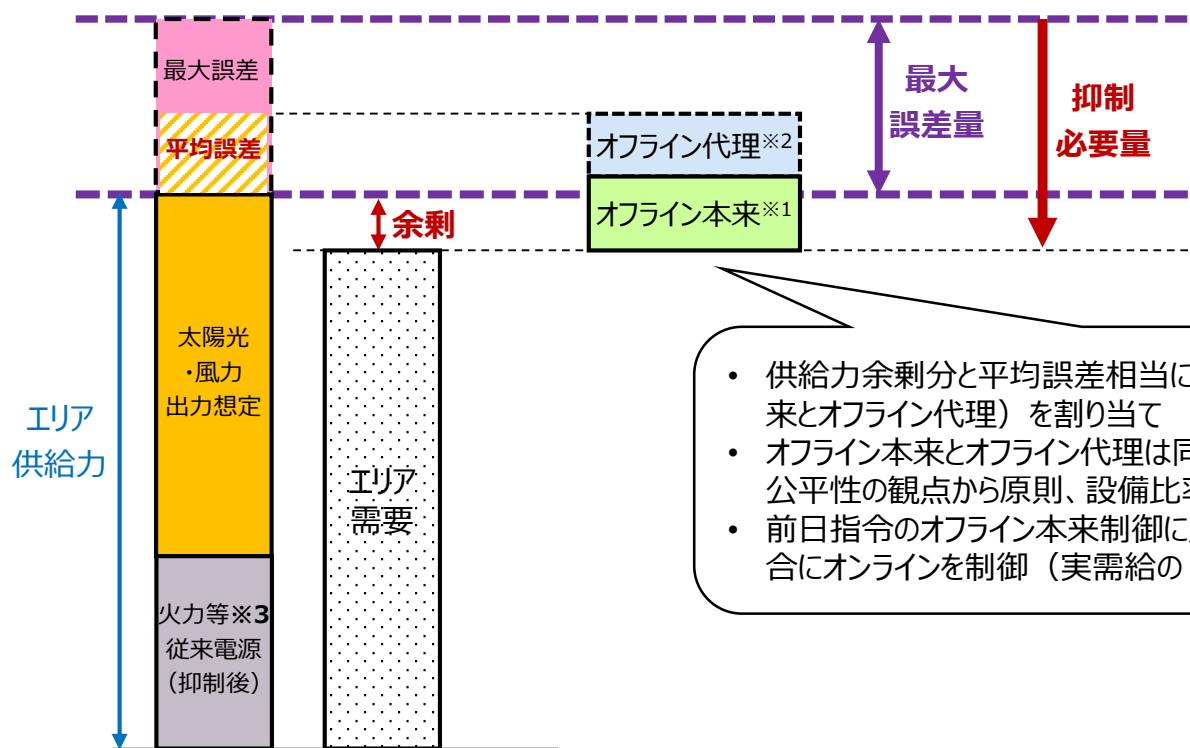 最大誤差
平均誤差
オフライン代理※2
オフライン本来※1
最大
誤差量
抑制
必要量
余剰
太陽光
・風力
出力想定
エリア
供給力
エリア
需要
火力等※3
従来電源
（抑制後）
• 供給力余剰分と平均誤差相当に
来とオフライン代理）を割り当て
• オフライン本来とオフライン代理は同
公平性の観点から原則、設備比率
• 前日指令のオフライン本来制御に
合にオンラインを制御（実需給の